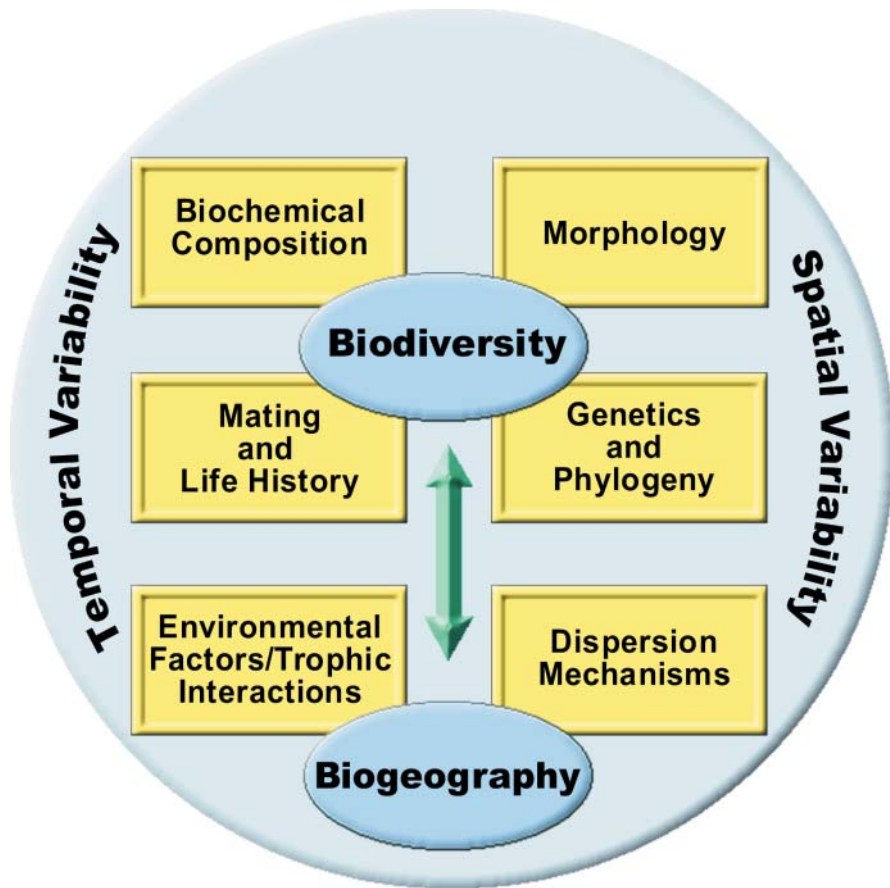 Biochemical
Composition
Morphology
Temporal Variability
Spatial Variability
Biodiversity
Mating
and
Life History
Genetics
and
Phylogeny
Environmental
Factors/Trophic
Interactions
Dispersion
Mechanisms
Biogeography